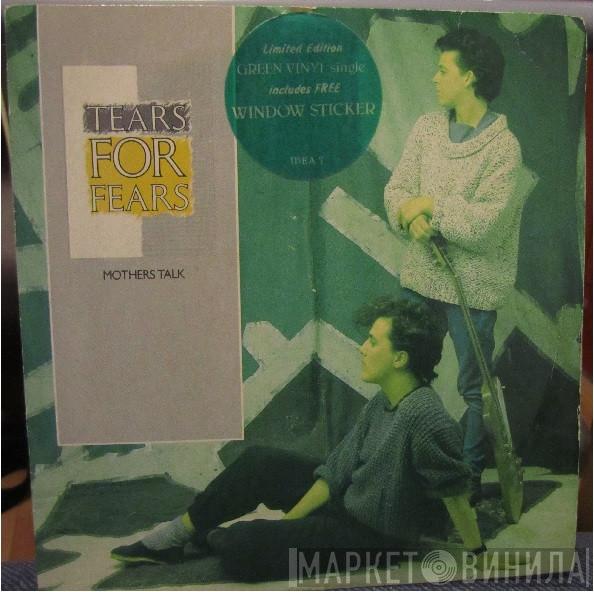 Limited Edition
GREEN VINYL single
includes FREE
WINDOW STICKER
IDEA 7
TEARS
FOR
FEARS
MOTHERS TALK
МАРКЕТ ВИНИЛА